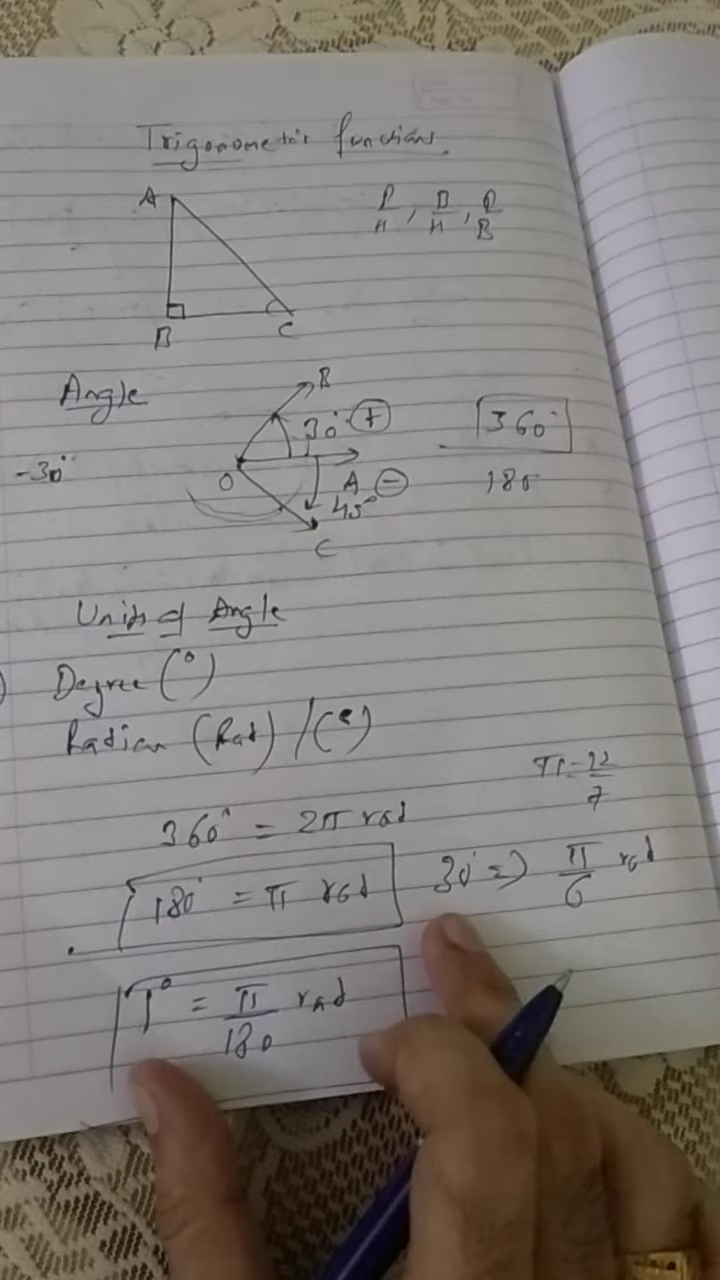 Trigonometric functions.
A
P/H, B/H, P/B
B C
Angle
B
30° +
360°
-30°
O
A -
180
45°
C
Units of Angle
Degree (°)
Radian (Rad) / (c)
π = 22/7
360° = 2π rad
180° = π rad
30° => π/6 rad
1° = π/180 rad